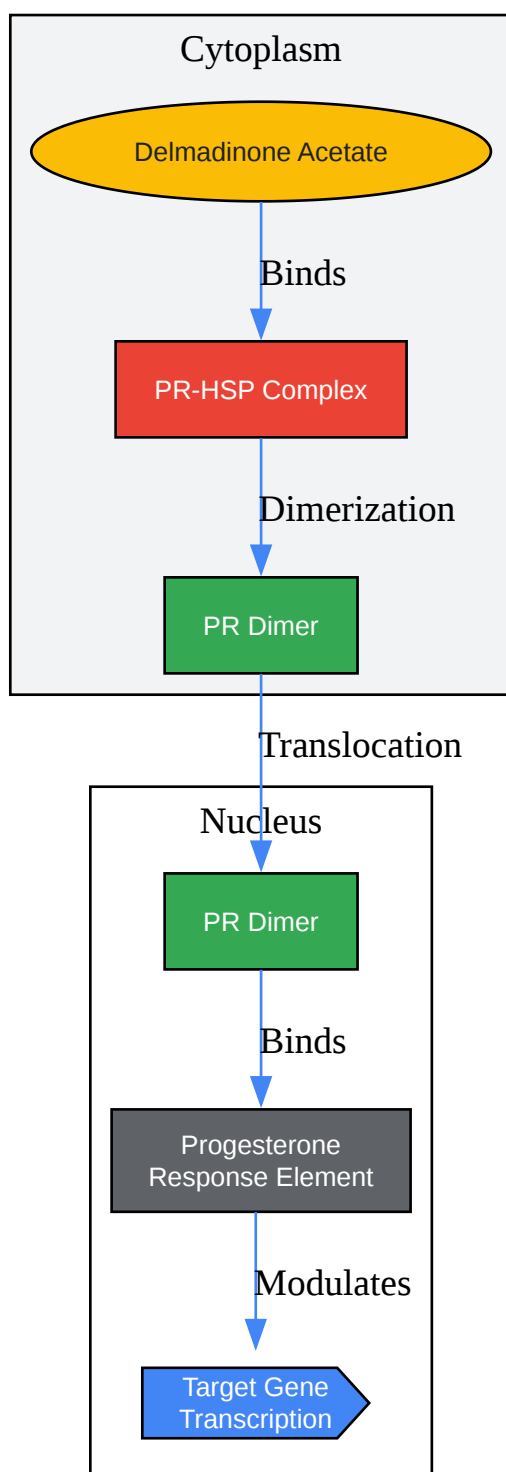 Cytoplasm
Delmadinone Acetate
Binds
PR-HSP Complex
Dimerization
PR Dimer
Translocation
Nucleus
PR Dimer
Binds
Progesterone
Response Element
Modulates
Target Gene
Transcription